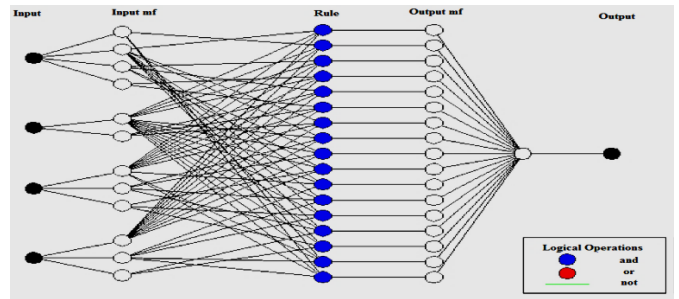 Input
Input mf
Rule
Output mf
Output
Logical Operations
and
or
not